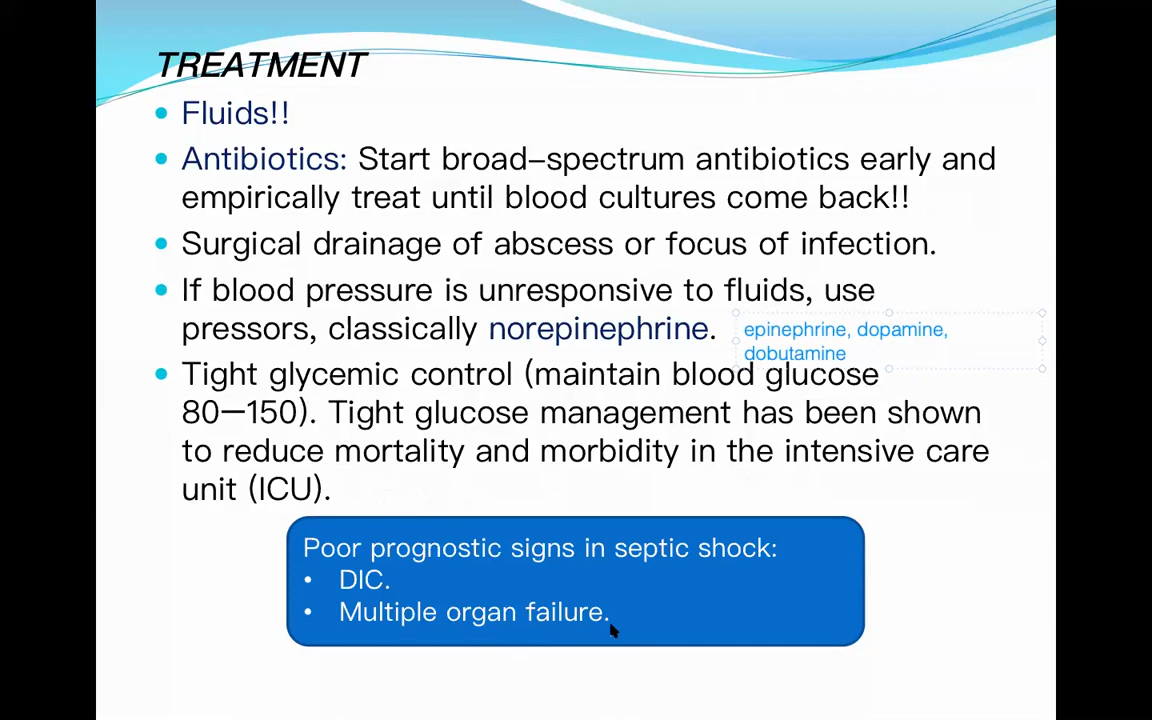 TREATMENT
• Fluids!!
• Antibiotics: Start broad–spectrum antibiotics early and
empirically treat until blood cultures come back!!
• Surgical drainage of abscess or focus of infection.
• If blood pressure is unresponsive to fluids, use
pressors, classically norepinephrine.
epinephrine, dopamine,
dobutamine
• Tight glycemic control (maintain blood glucose
80—150). Tight glucose management has been shown
to reduce mortality and morbidity in the intensive care
unit (ICU).
Poor prognostic signs in septic shock:
• DIC.
• Multiple organ failure.